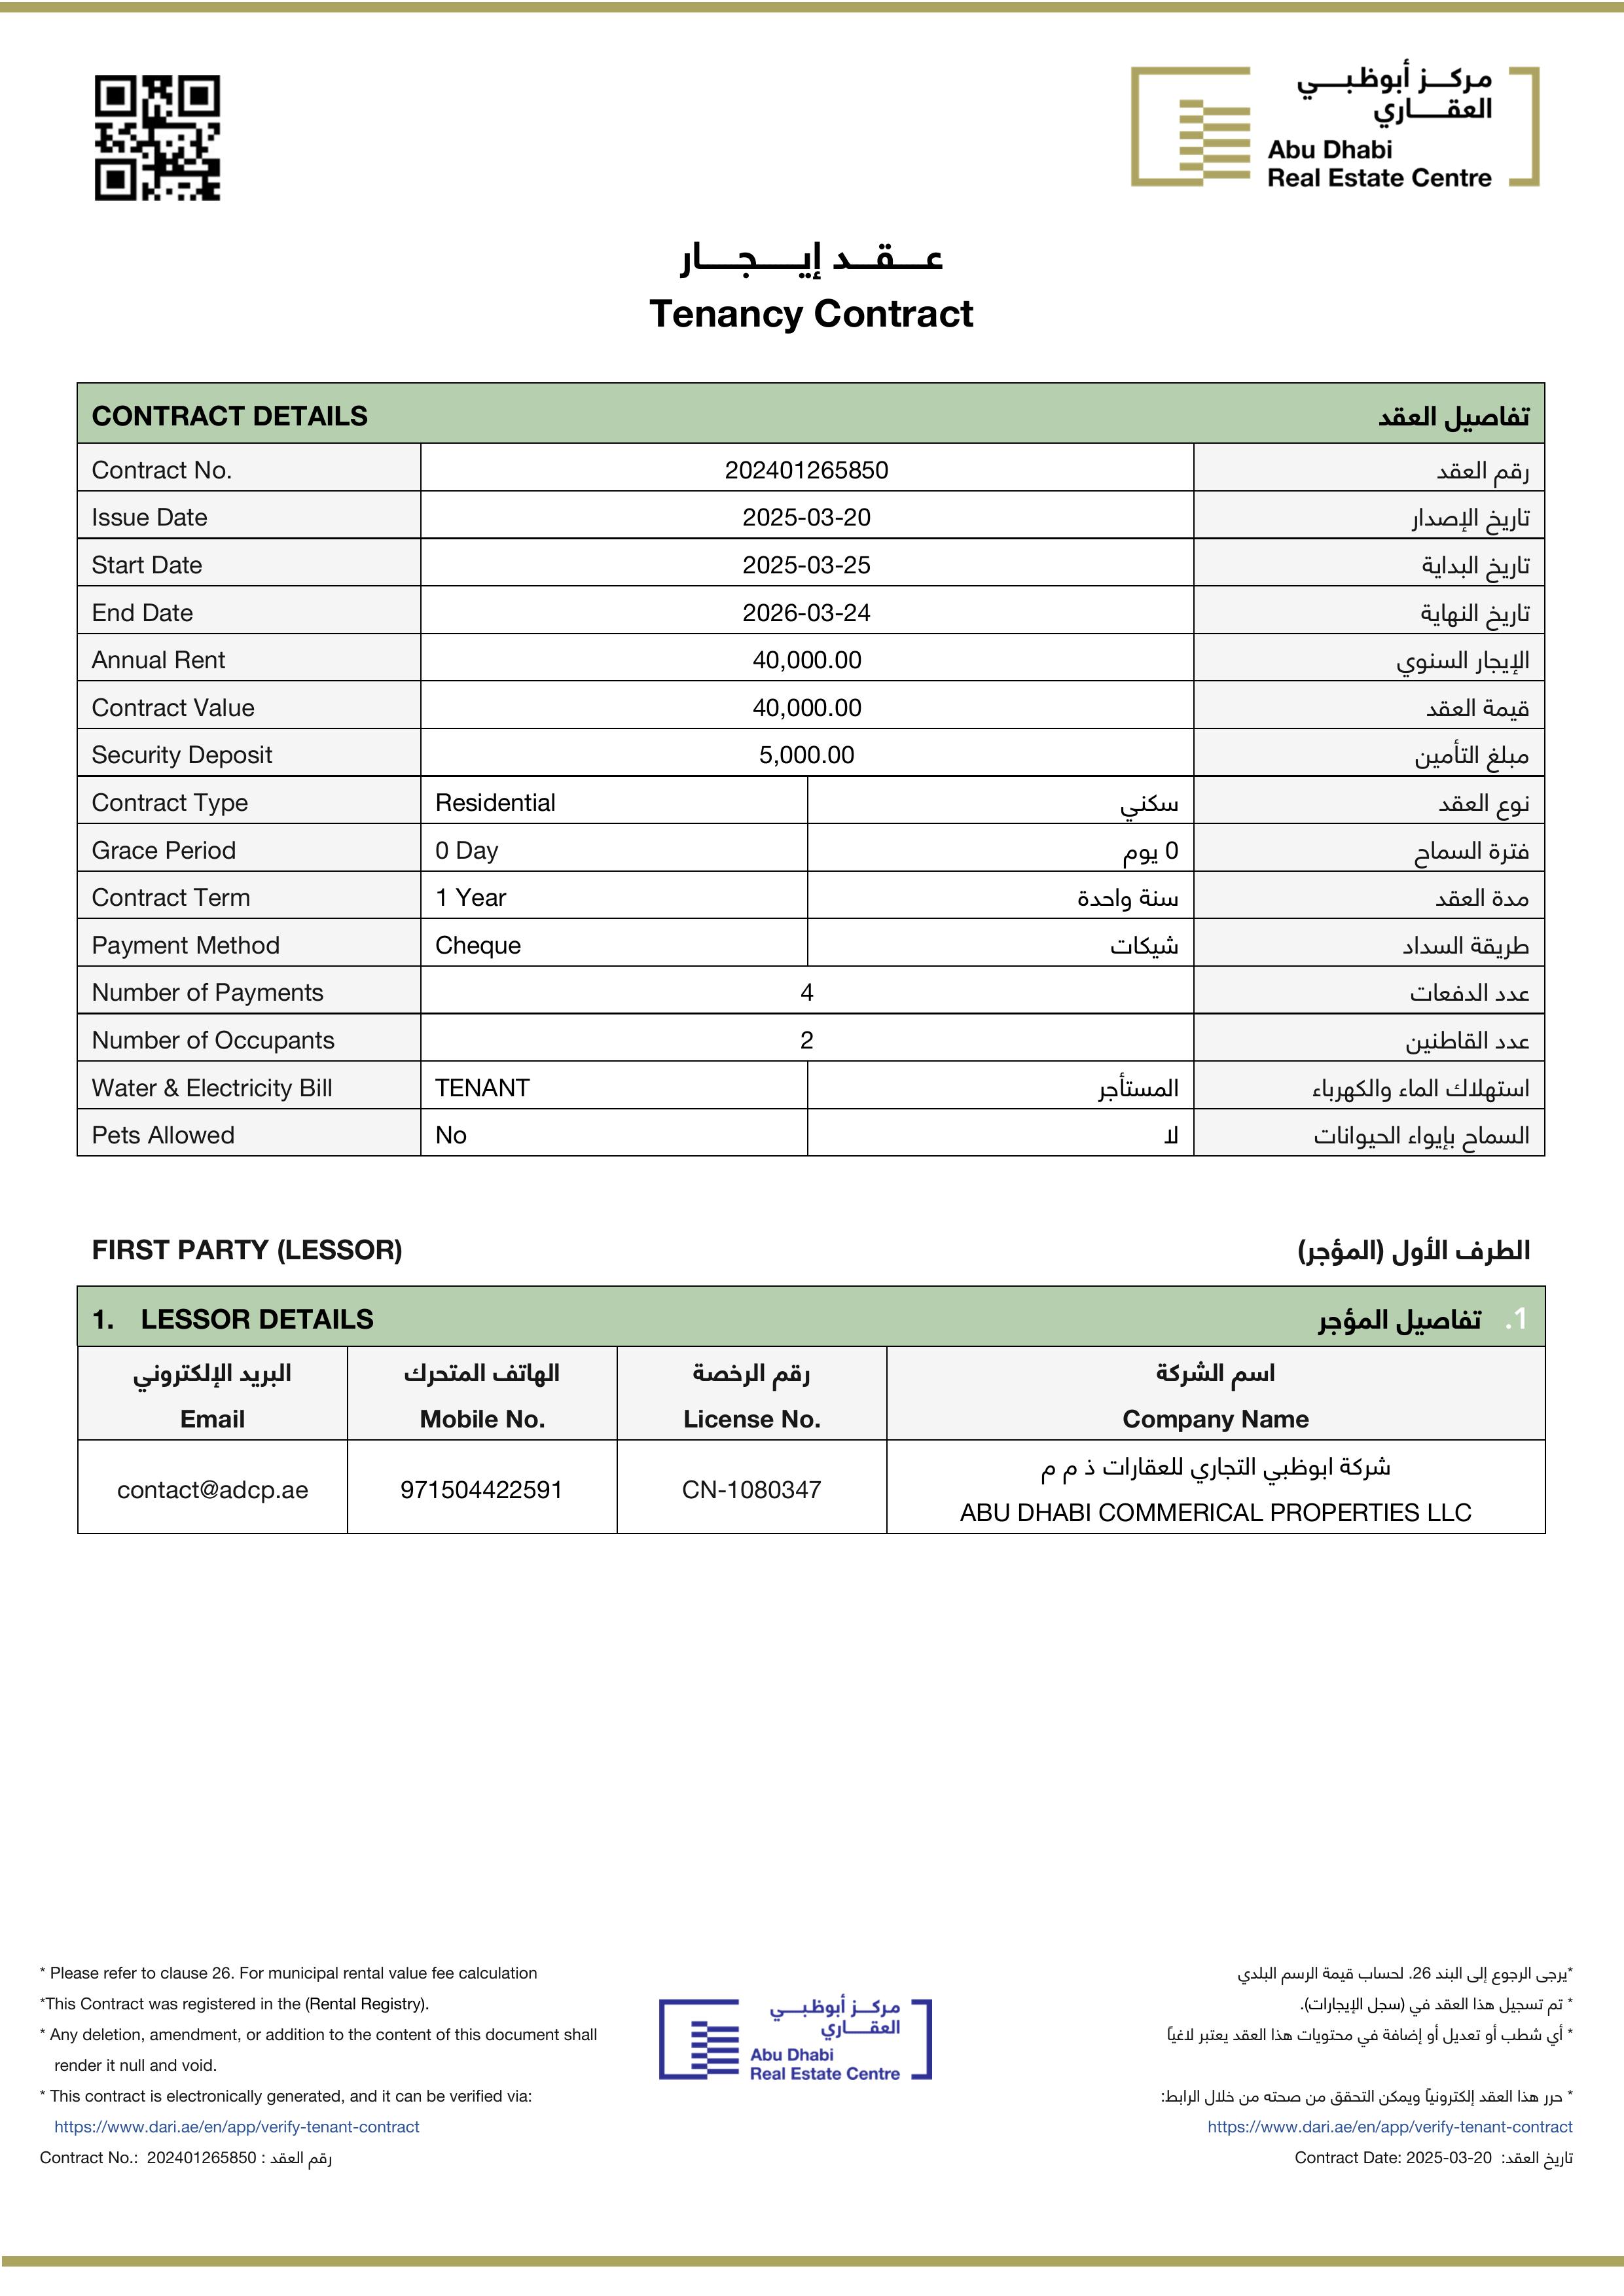 مركز أبوظبي
العقاري
Abu Dhabi
Real Estate Centre
عقد إيجار
Tenancy Contract
CONTRACT DETAILS تفاصيل العقد
Contract No. 202401265850 رقم العقد
Issue Date 2025-03-20 تاريخ الإصدار
Start Date 2025-03-25 تاريخ البداية
End Date 2026-03-24 تاريخ النهاية
Annual Rent 40,000.00 الإيجار السنوي
Contract Value 40,000.00 قيمة العقد
Security Deposit 5,000.00 مبلغ التأمين
Contract Type Residential سكني نوع العقد
Grace Period 0 Day 0 يوم فترة السماح
Contract Term 1 Year سنة واحدة مدة العقد
Payment Method Cheque شيكات طريقة السداد
Number of Payments 4 عدد الدفعات
Number of Occupants 2 عدد القاطنين
Water & Electricity Bill TENANT المستأجر استهلاك الماء والكهرباء
Pets Allowed No لا السماح بإيواء الحيوانات
FIRST PARTY (LESSOR) الطرف الأول (المؤجر)
1. LESSOR DETAILS 1. تفاصيل المؤجر
البريد الإلكتروني الهاتف المتحرك رقم الرخصة اسم الشركة
Email Mobile No. License No. Company Name
شركة ابوظبي التجاري للعقارات ذ م م
contact@adcp.ae 971504422591 CN-1080347
ABU DHABI COMMERICAL PROPERTIES LLC
* Please refer to clause 26. For municipal rental value fee calculation
*This Contract was registered in the (Rental Registry).
* Any deletion, amendment, or addition to the content of this document shall
render it null and void.
* This contract is electronically generated, and it can be verified via:
https://www.dari.ae/en/app/verify-tenant-contract
Contract No.: 202401265850 : رقم العقد
مركز أبوظبي
العقاري
Abu Dhabi
Real Estate Centre
*يرجى الرجوع إلى البند 26. لحساب قيمة الرسم البلدي
* تم تسجيل هذا العقد في (سجل الإيجارات).
* أي شطب أو تعديل أو إضافة في محتويات هذا العقد يعتبر لاغياً
* حرر هذا العقد إلكترونياً ويمكن التحقق من صحته من خلال الرابط:
https://www.dari.ae/en/app/verify-tenant-contract
Contract Date: 2025-03-20 تاريخ العقد: